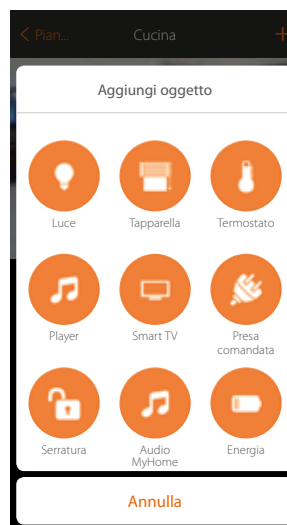 < Pian... Cucina +
Aggiungi oggetto
Luce Tapparella Termostato
Player Smart TV Presa
comandata
Serratura Audio
MyHome Energia
Annulla